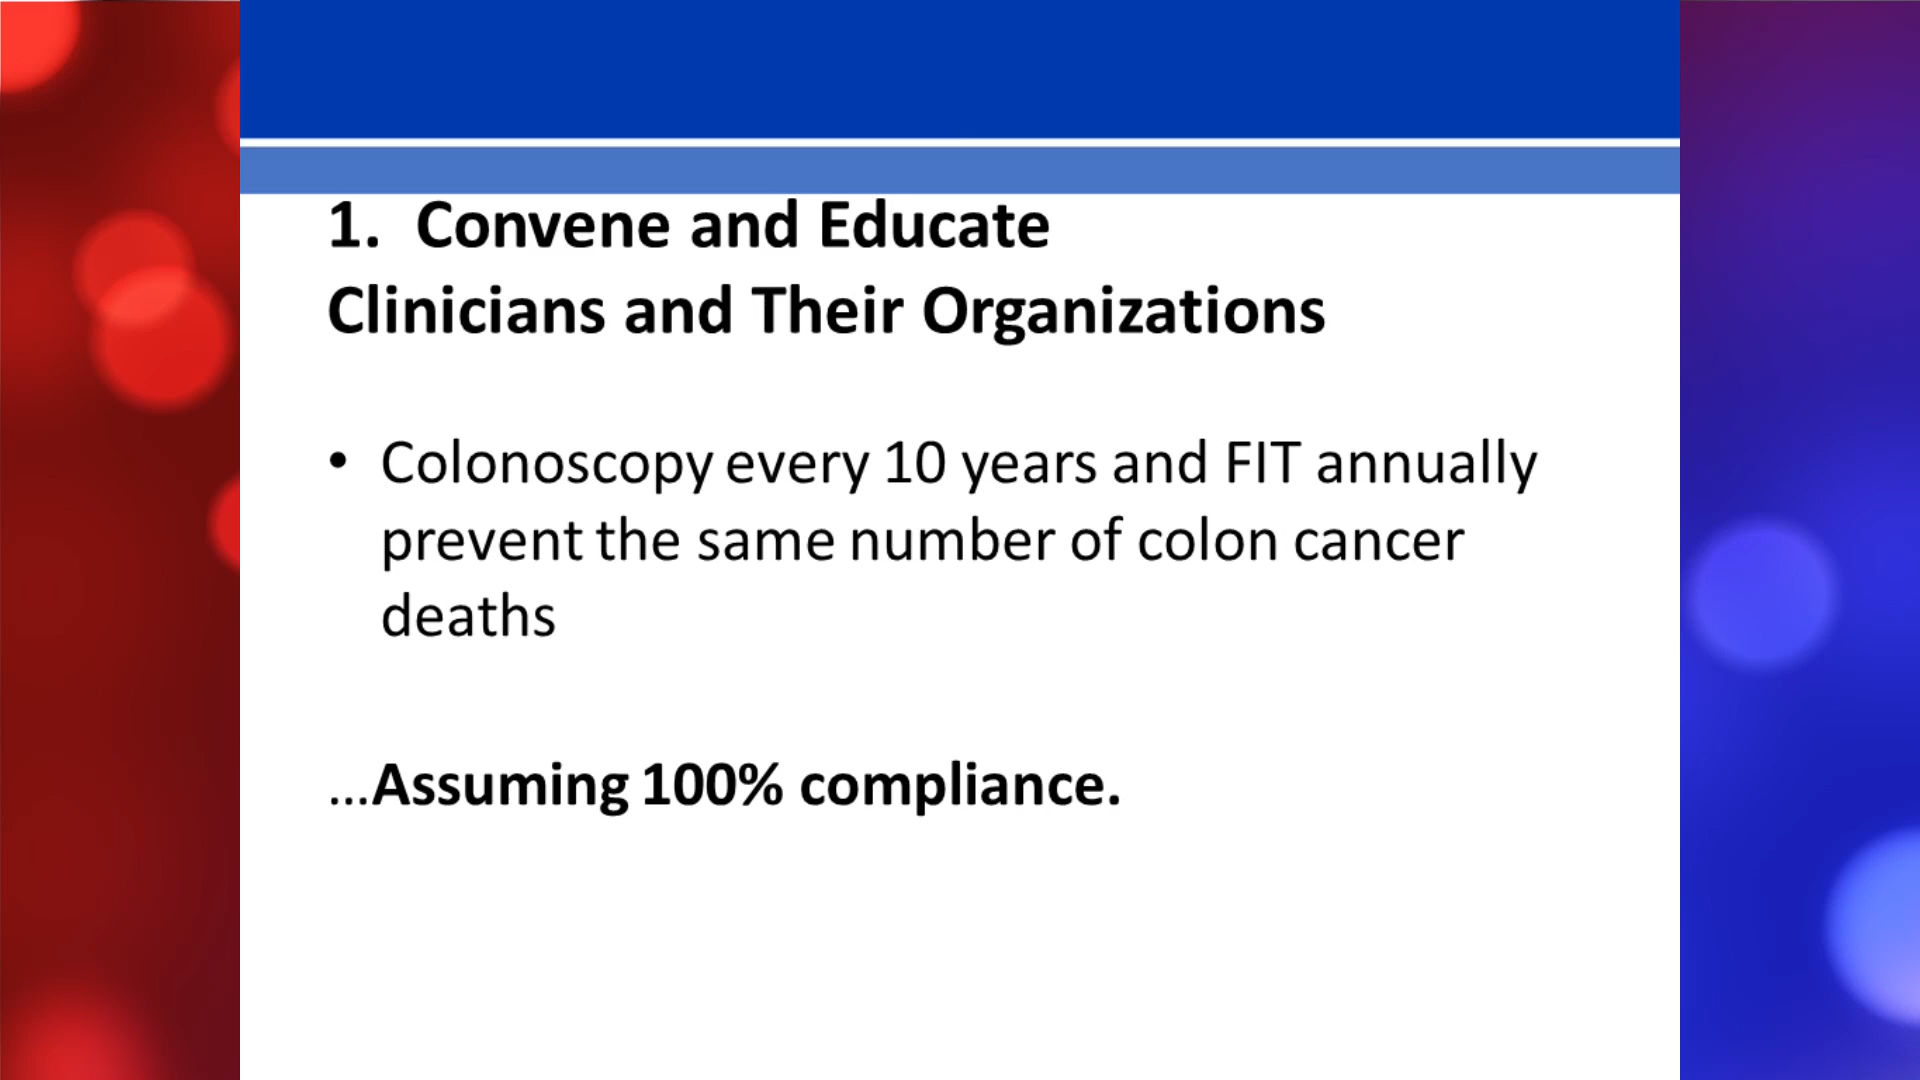 1. Convene and Educate
Clinicians and Their Organizations
• Colonoscopy every 10 years and FIT annually
prevent the same number of colon cancer
deaths
...Assuming 100% compliance.